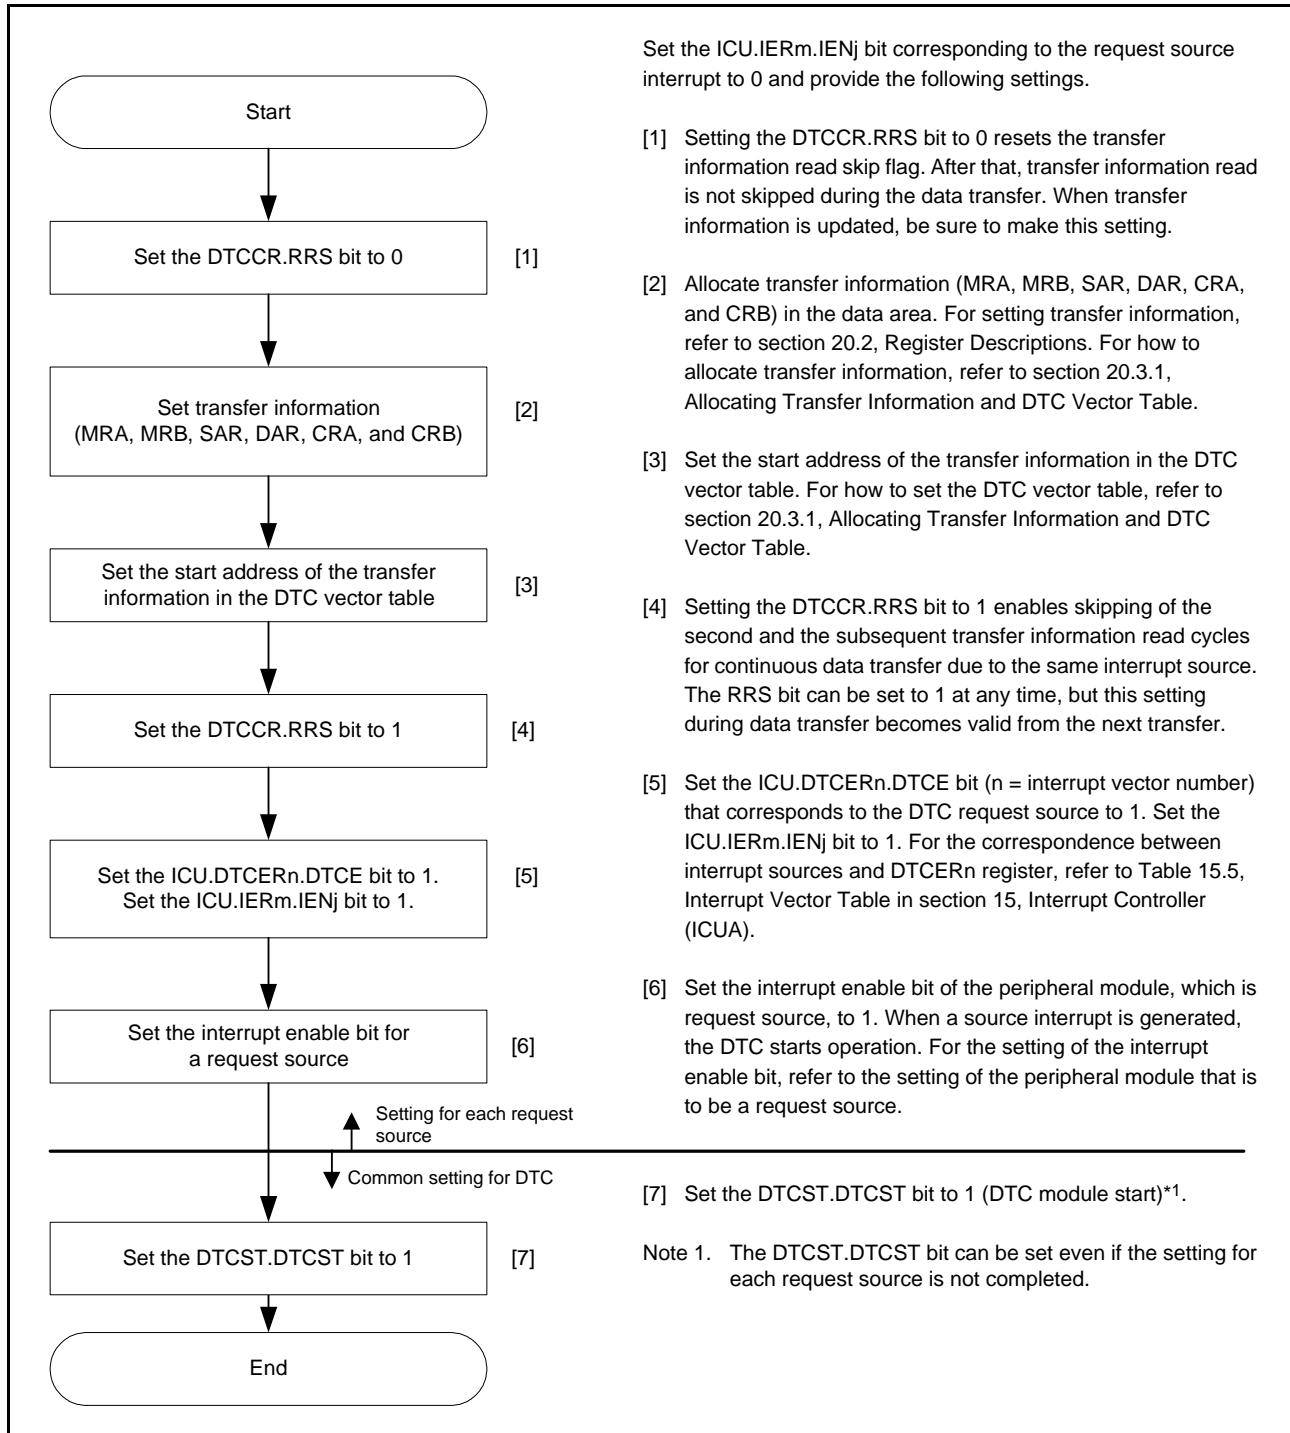 Start
Set the DTCCR.RRS bit to 0
[1]
Set transfer information
(MRA, MRB, SAR, DAR, CRA, and CRB)
[2]
Set the start address of the transfer
information in the DTC vector table
[3]
Set the DTCCR.RRS bit to 1
[4]
Set the ICU.DTCERn.DTCE bit to 1.
Set the ICU.IERm.IENj bit to 1.
[5]
Set the interrupt enable bit for
a request source
[6]
Setting for each request
source
Common setting for DTC
Set the DTCST.DTCST bit to 1
[7]
End
Set the ICU.IERm.IENj bit corresponding to the request source
interrupt to 0 and provide the following settings.
[1] Setting the DTCCR.RRS bit to 0 resets the transfer
information read skip flag. After that, transfer information read
is not skipped during the data transfer. When transfer
information is updated, be sure to make this setting.
[2] Allocate transfer information (MRA, MRB, SAR, DAR, CRA,
and CRB) in the data area. For setting transfer information,
refer to section 20.2, Register Descriptions. For how to
allocate transfer information, refer to section 20.3.1,
Allocating Transfer Information and DTC Vector Table.
[3] Set the start address of the transfer information in the DTC
vector table. For how to set the DTC vector table, refer to
section 20.3.1, Allocating Transfer Information and DTC
Vector Table.
[4] Setting the DTCCR.RRS bit to 1 enables skipping of the
second and the subsequent transfer information read cycles
for continuous data transfer due to the same interrupt source.
The RRS bit can be set to 1 at any time, but this setting
during data transfer becomes valid from the next transfer.
[5] Set the ICU.DTCERn.DTCE bit (n = interrupt vector number)
that corresponds to the DTC request source to 1. Set the
ICU.IERm.IENj bit to 1. For the correspondence between
interrupt sources and DTCERn register, refer to Table 15.5,
Interrupt Vector Table in section 15, Interrupt Controller
(ICUA).
[6] Set the interrupt enable bit of the peripheral module, which is
request source, to 1. When a source interrupt is generated,
the DTC starts operation. For the setting of the interrupt
enable bit, refer to the setting of the peripheral module that is
to be a request source.
[7] Set the DTCST.DTCST bit to 1 (DTC module start)*1.
Note 1. The DTCST.DTCST bit can be set even if the setting for
each request source is not completed.